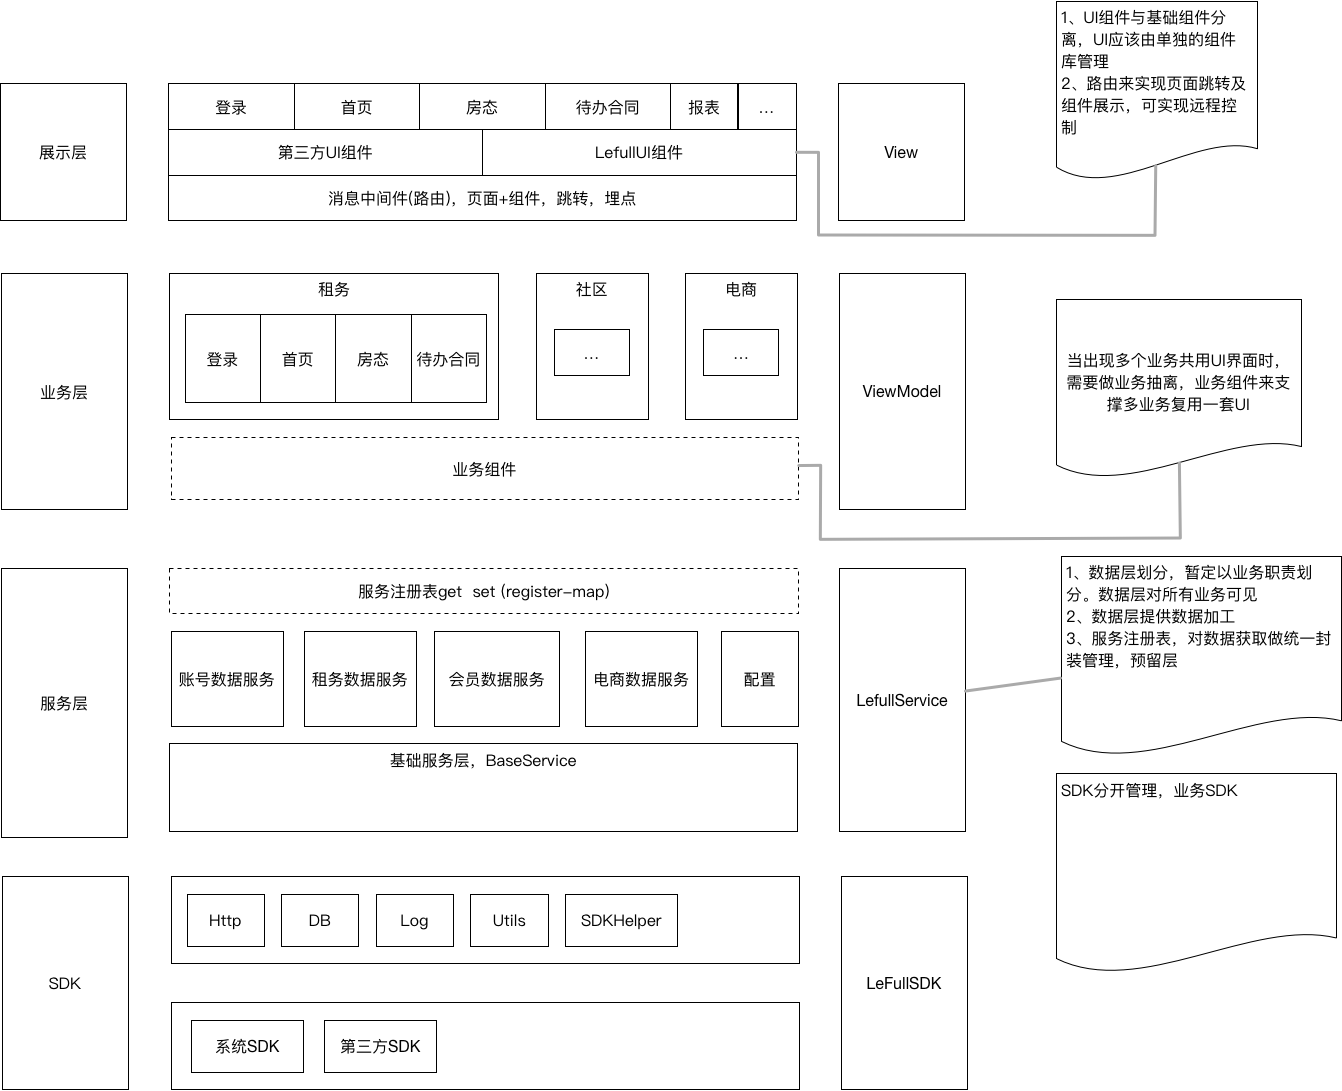 1、UI组件与基础组件分
离，UI应该由单独的组件
库管理
2、路由来实现页面跳转及
组件展示，可实现远程控
制
展示层
登录
首页
房态
待办合同
报表
...
第三方UI组件
LefullUI组件
消息中间件(路由)，页面+组件，跳转，埋点
View
业务层
租务
登录
首页
房态
待办合同
社区
...
电商
...
业务组件
ViewModel
当出现多个业务共用UI界面时，
需要做业务抽离，业务组件来支
撑多业务复用一套UI
服务层
服务注册表get set (register-map)
账号数据服务
租务数据服务
会员数据服务
电商数据服务
配置
基础服务层，BaseService
LefullService
1、数据层划分，暂定以业务职责划
分。数据层对所有业务可见
2、数据层提供数据加工
3、服务注册表，对数据获取做统一封
装管理，预留层
SDK分开管理，业务SDK
SDK
Http
DB
Log
Utils
SDKHelper
系统SDK
第三方SDK
LeFullSDK